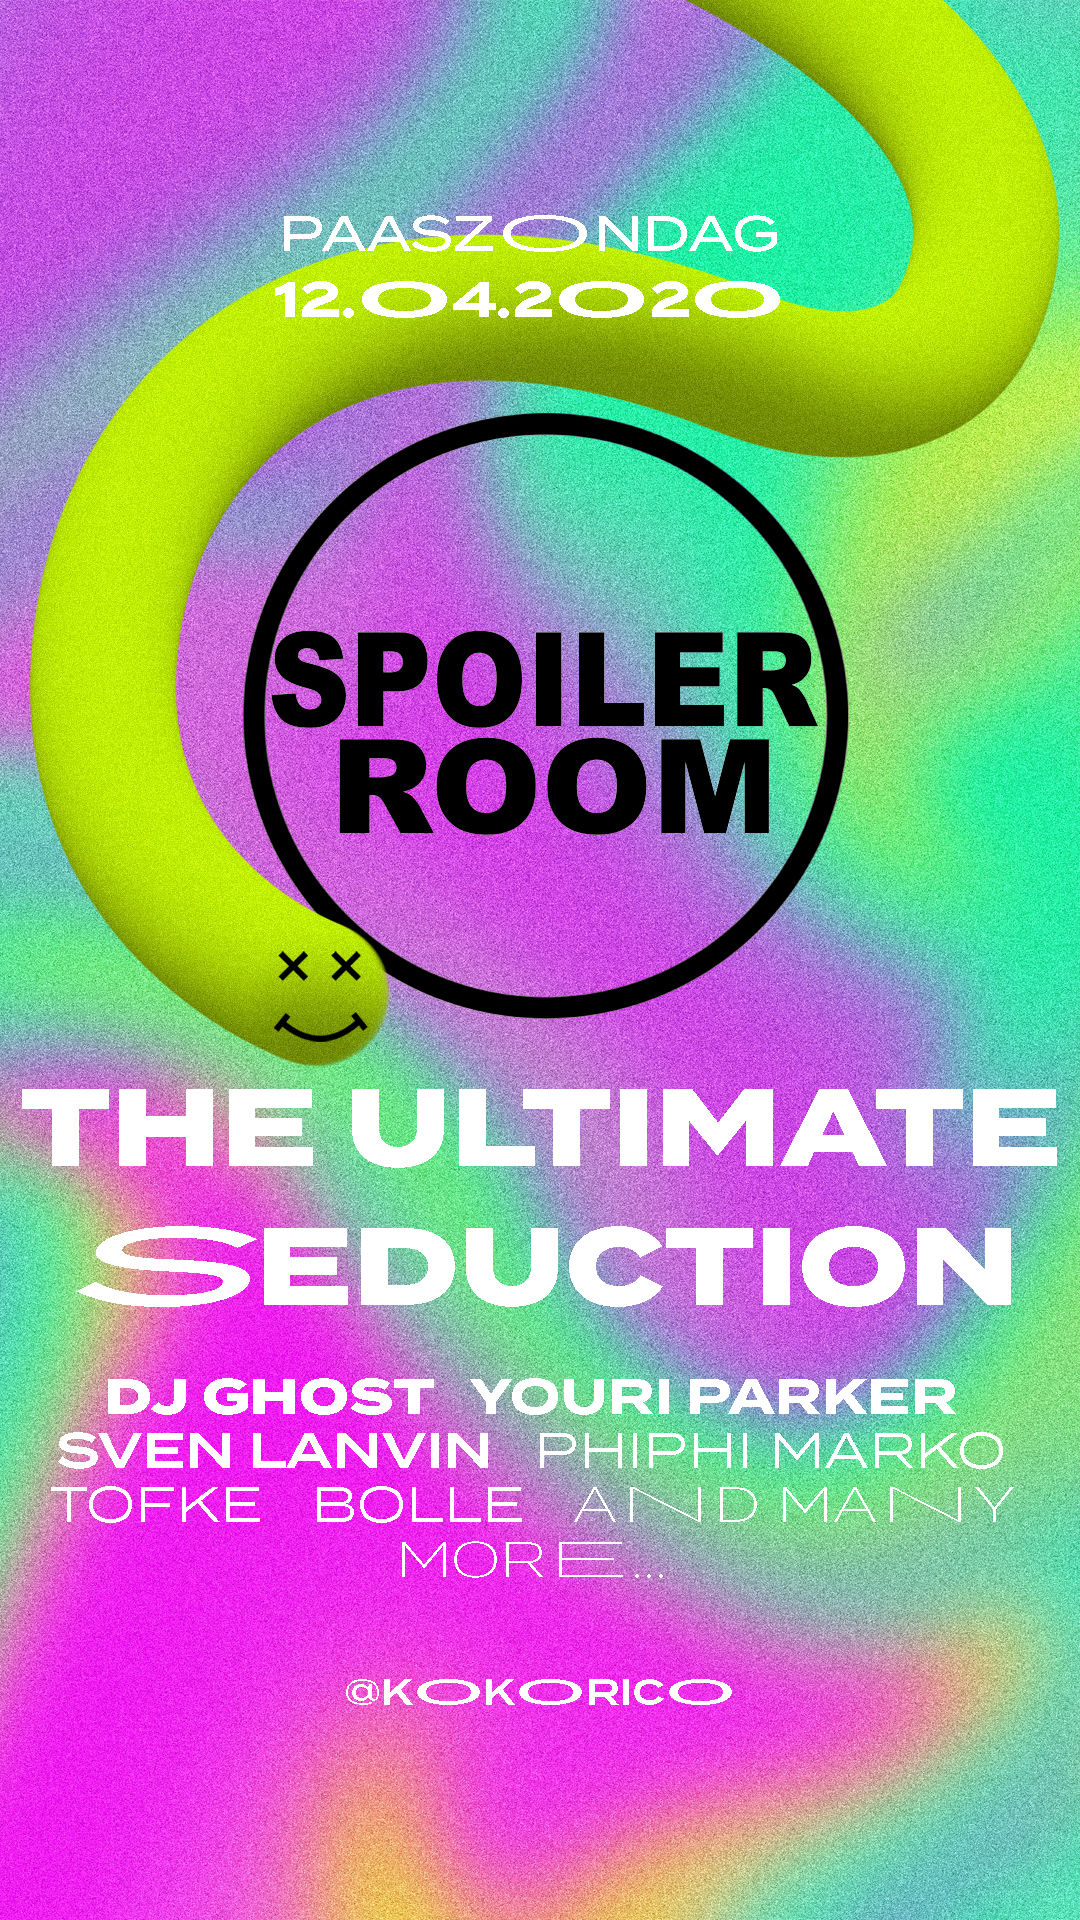 PAASZONDAG
12.04.2020
SPOILER
ROOM
THE ULTIMATE
SEDUCTION
DJ GHOST YOURI PARKER
SVEN LANVIN PHIPHI MARKO
TOFKE BOLLE AND MANY
MORE...
@KOKORICO